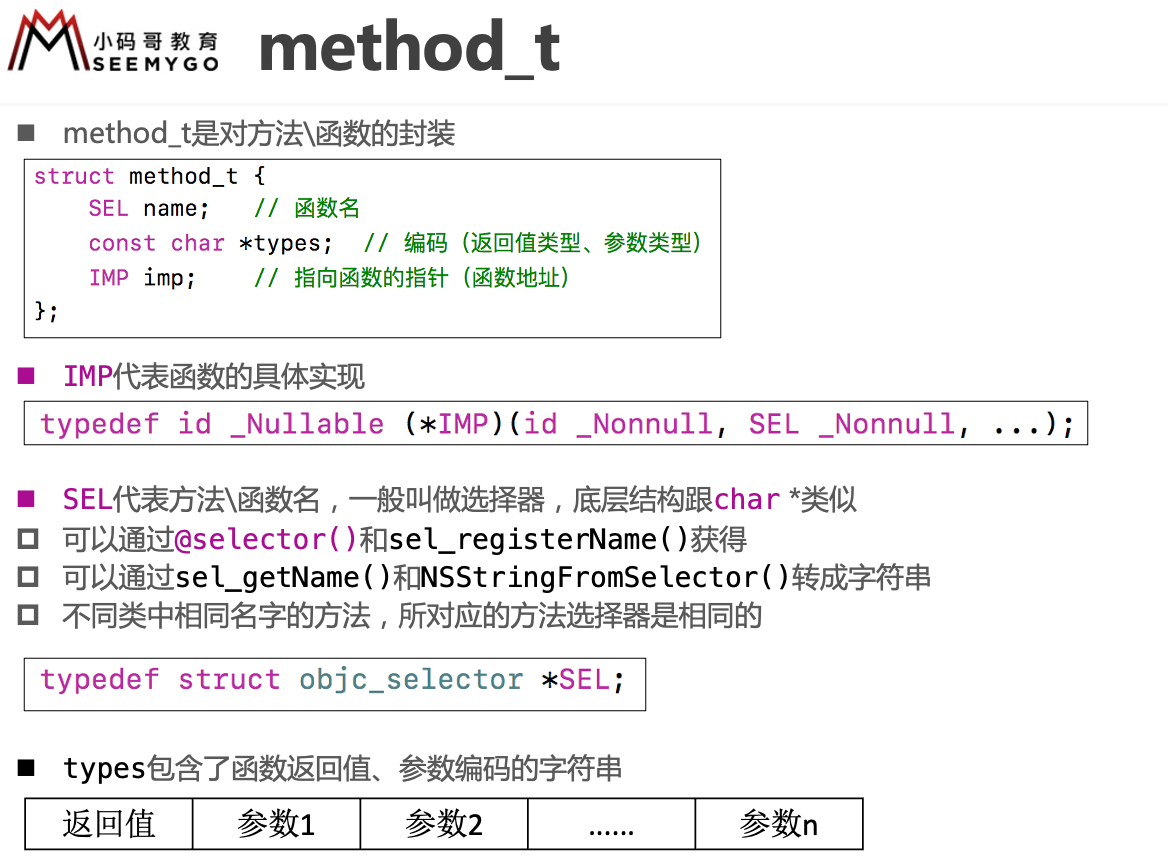 小码哥教育
SEEMYGO
method_t
method_t是对方法\函数的封装
struct method_t {
    SEL name;   // 函数名
    const char *types;  // 编码（返回值类型、参数类型）
    IMP imp;    // 指向函数的指针（函数地址）
};
IMP代表函数的具体实现
typedef id _Nullable (*IMP)(id _Nonnull, SEL _Nonnull, ...);
SEL代表方法\函数名，一般叫做选择器，底层结构跟char *类似
可以通过@selector()和sel_registerName()获得
可以通过sel_getName()和NSStringFromSelector()转成字符串
不同类中相同名字的方法，所对应的方法选择器是相同的
typedef struct objc_selector *SEL;
types包含了函数返回值、参数编码的字符串
返回值 参数1 参数2 ...... 参数n